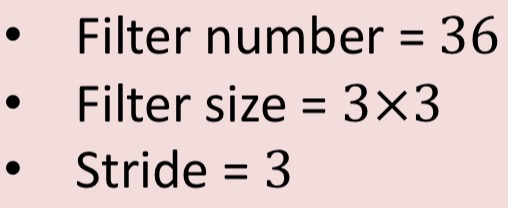 • Filter number = 36
• Filter size = 3×3
• Stride = 3